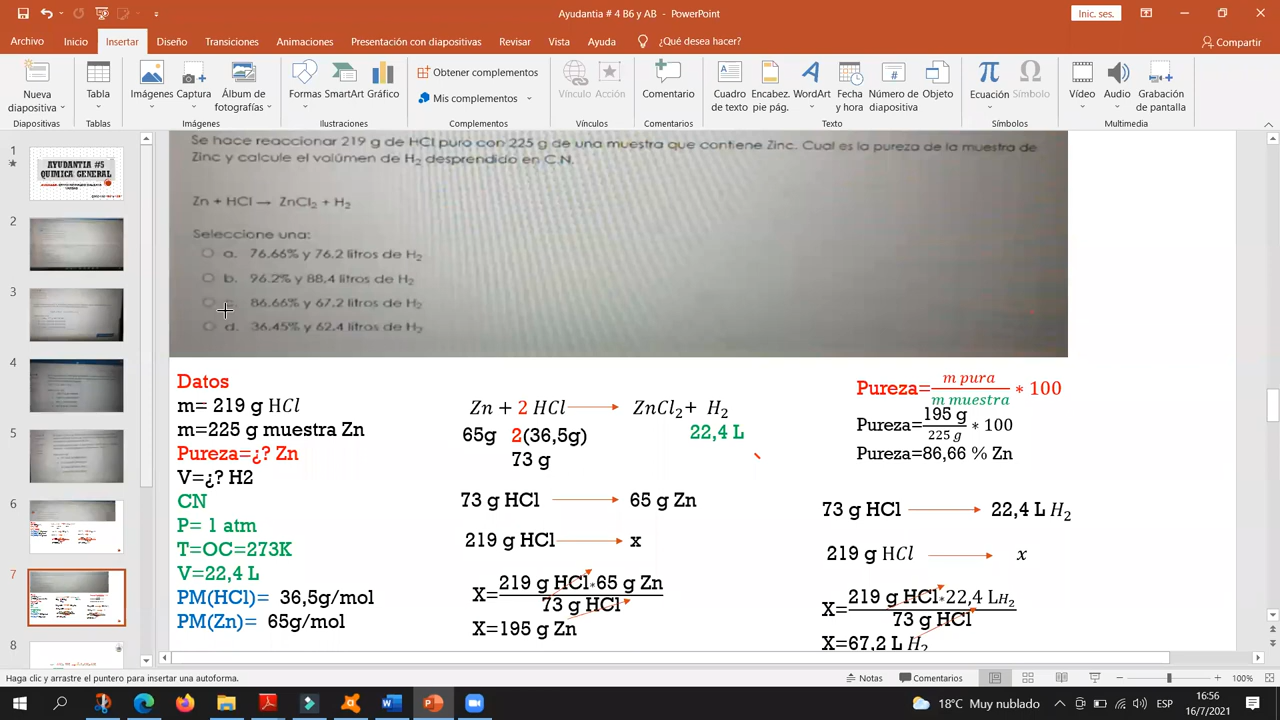 Ayudantia # 4 B6 y AB - PowerPoint
Inic. ses.
Archivo Inicio Insertar Diseño Transiciones Animaciones Presentación con diapositivas Revisar Vista Ayuda ¿Qué desea hacer? Compartir
Nueva diapositiva
Tabla
Imágenes Captura Álbum de fotografías
Formas SmartArt Gráfico
Obtener complementos
Mis complementos
Vínculo Acción
Comentario
Cuadro de texto Encabez. pie pág. WordArt Fecha y hora Número de diapositiva Objeto
Ecuación Símbolo
Vídeo Audio Grabación de pantalla
Diapositivas Tablas Imágenes Ilustraciones Complementos Vínculos Comentarios Texto Símbolos Multimedia
1
AYUDANTIA #5
QUIMICA GENERAL
2
3
4
5
6
7
8
Se hace reaccionar 219 g de HCl puro con 225 g de una muestra que contiene Zinc. Cual es la pureza de la muestra de
Zinc y calcule el valúmen de H₂ desprendido en C.N.
Zn + HCl → ZnCl₂ + H₂
Seleccione una:
a. 76.66% y 76.2 litros de H₂
b. 96.2% y 88,4 litros de H₂
c. 86.66% y 67.2 litros de H₂
d. 36.45% y 62.4 litros de H₂
Datos
m= 219 g HCl
m=225 g muestra Zn
Pureza=¿? Zn
V=¿? H2
CN
P= 1 atm
T=OC=273K
V=22,4 L
PM(HCl)= 36,5g/mol
PM(Zn)= 65g/mol
Zn + 2 HCl → ZnCl₂+ H₂
65g 2(36,5g) 22,4 L
73 g
73 g HCl → 65 g Zn
219 g HCl → x
X=219 g HCl*65 g Zn
73 g HCl
X=195 g Zn
Pureza=m pura/m muestra * 100
Pureza=195 g/225 g * 100
Pureza=86,66 % Zn
73 g HCl → 22,4 L H₂
219 g HCl → x
X=219 g HCl*22,4 L H₂
73 g HCl
X=67,2 L H₂
Haga clic y arrastre el puntero para insertar una autoforma.
Notas Comentarios 100%
18°C Muy nublado ESP 16:56
16/7/2021